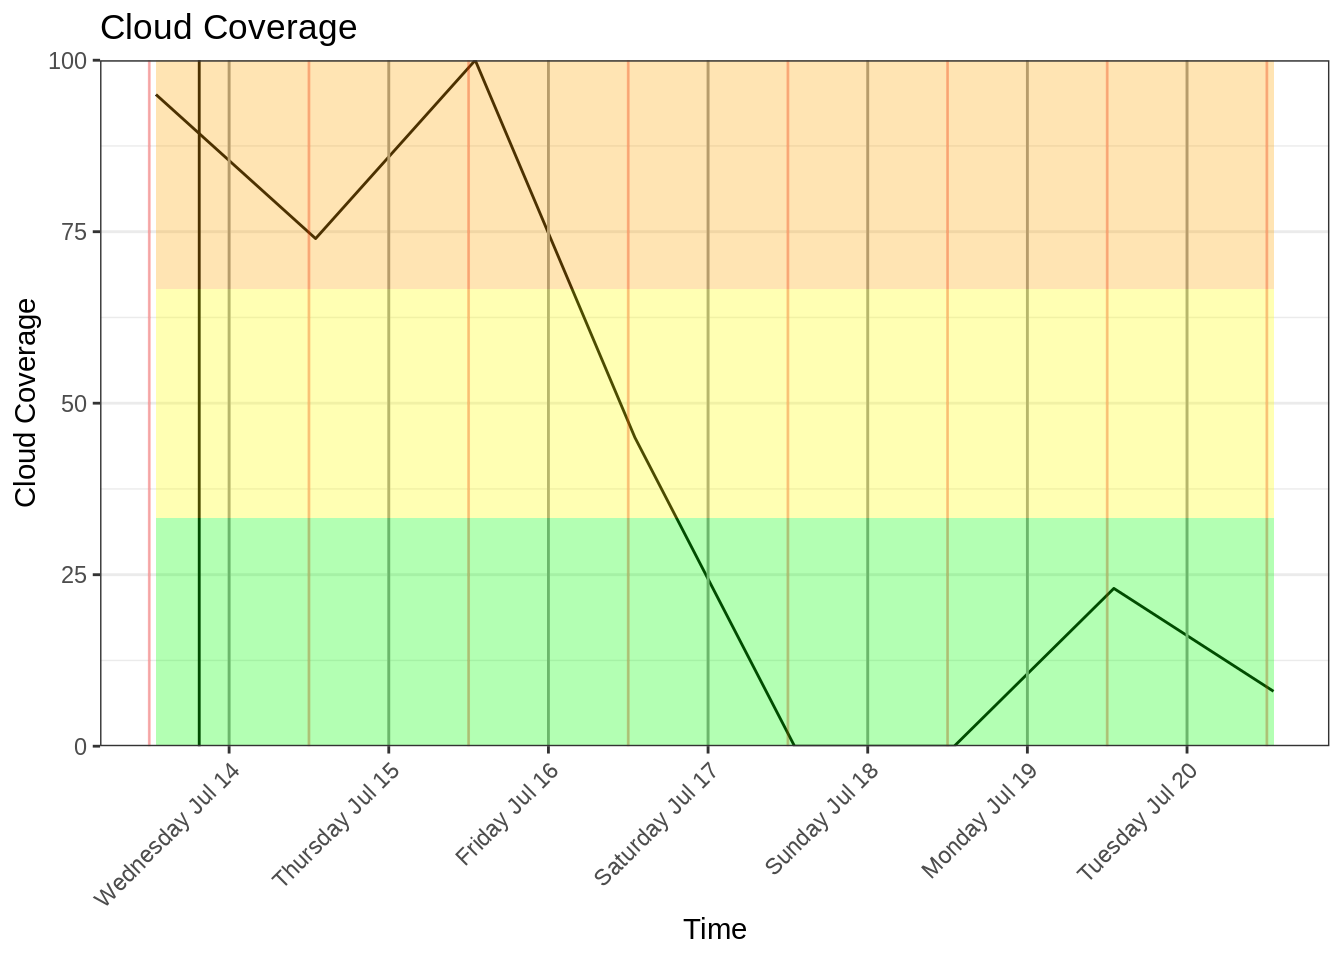 Cloud Coverage
100
75
50
25
0
Cloud Coverage
Wednesday Jul 14
Thursday Jul 15
Friday Jul 16
Saturday Jul 17
Sunday Jul 18
Monday Jul 19
Tuesday Jul 20
Time